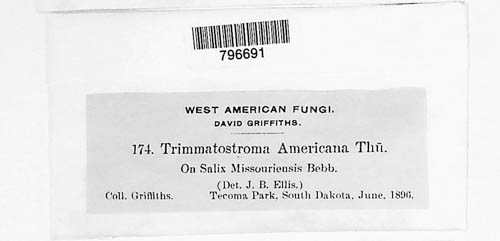 796691
WEST AMERICAN FUNGI.
DAVID GRIFFITHS.
174. Trimmatostroma Americana Thü.
On Salix Missouriensis Bebb.
(Det. J. B. Ellis.)
Coll. Griffiths. Tecoma Park, South Dakota, June, 1896.